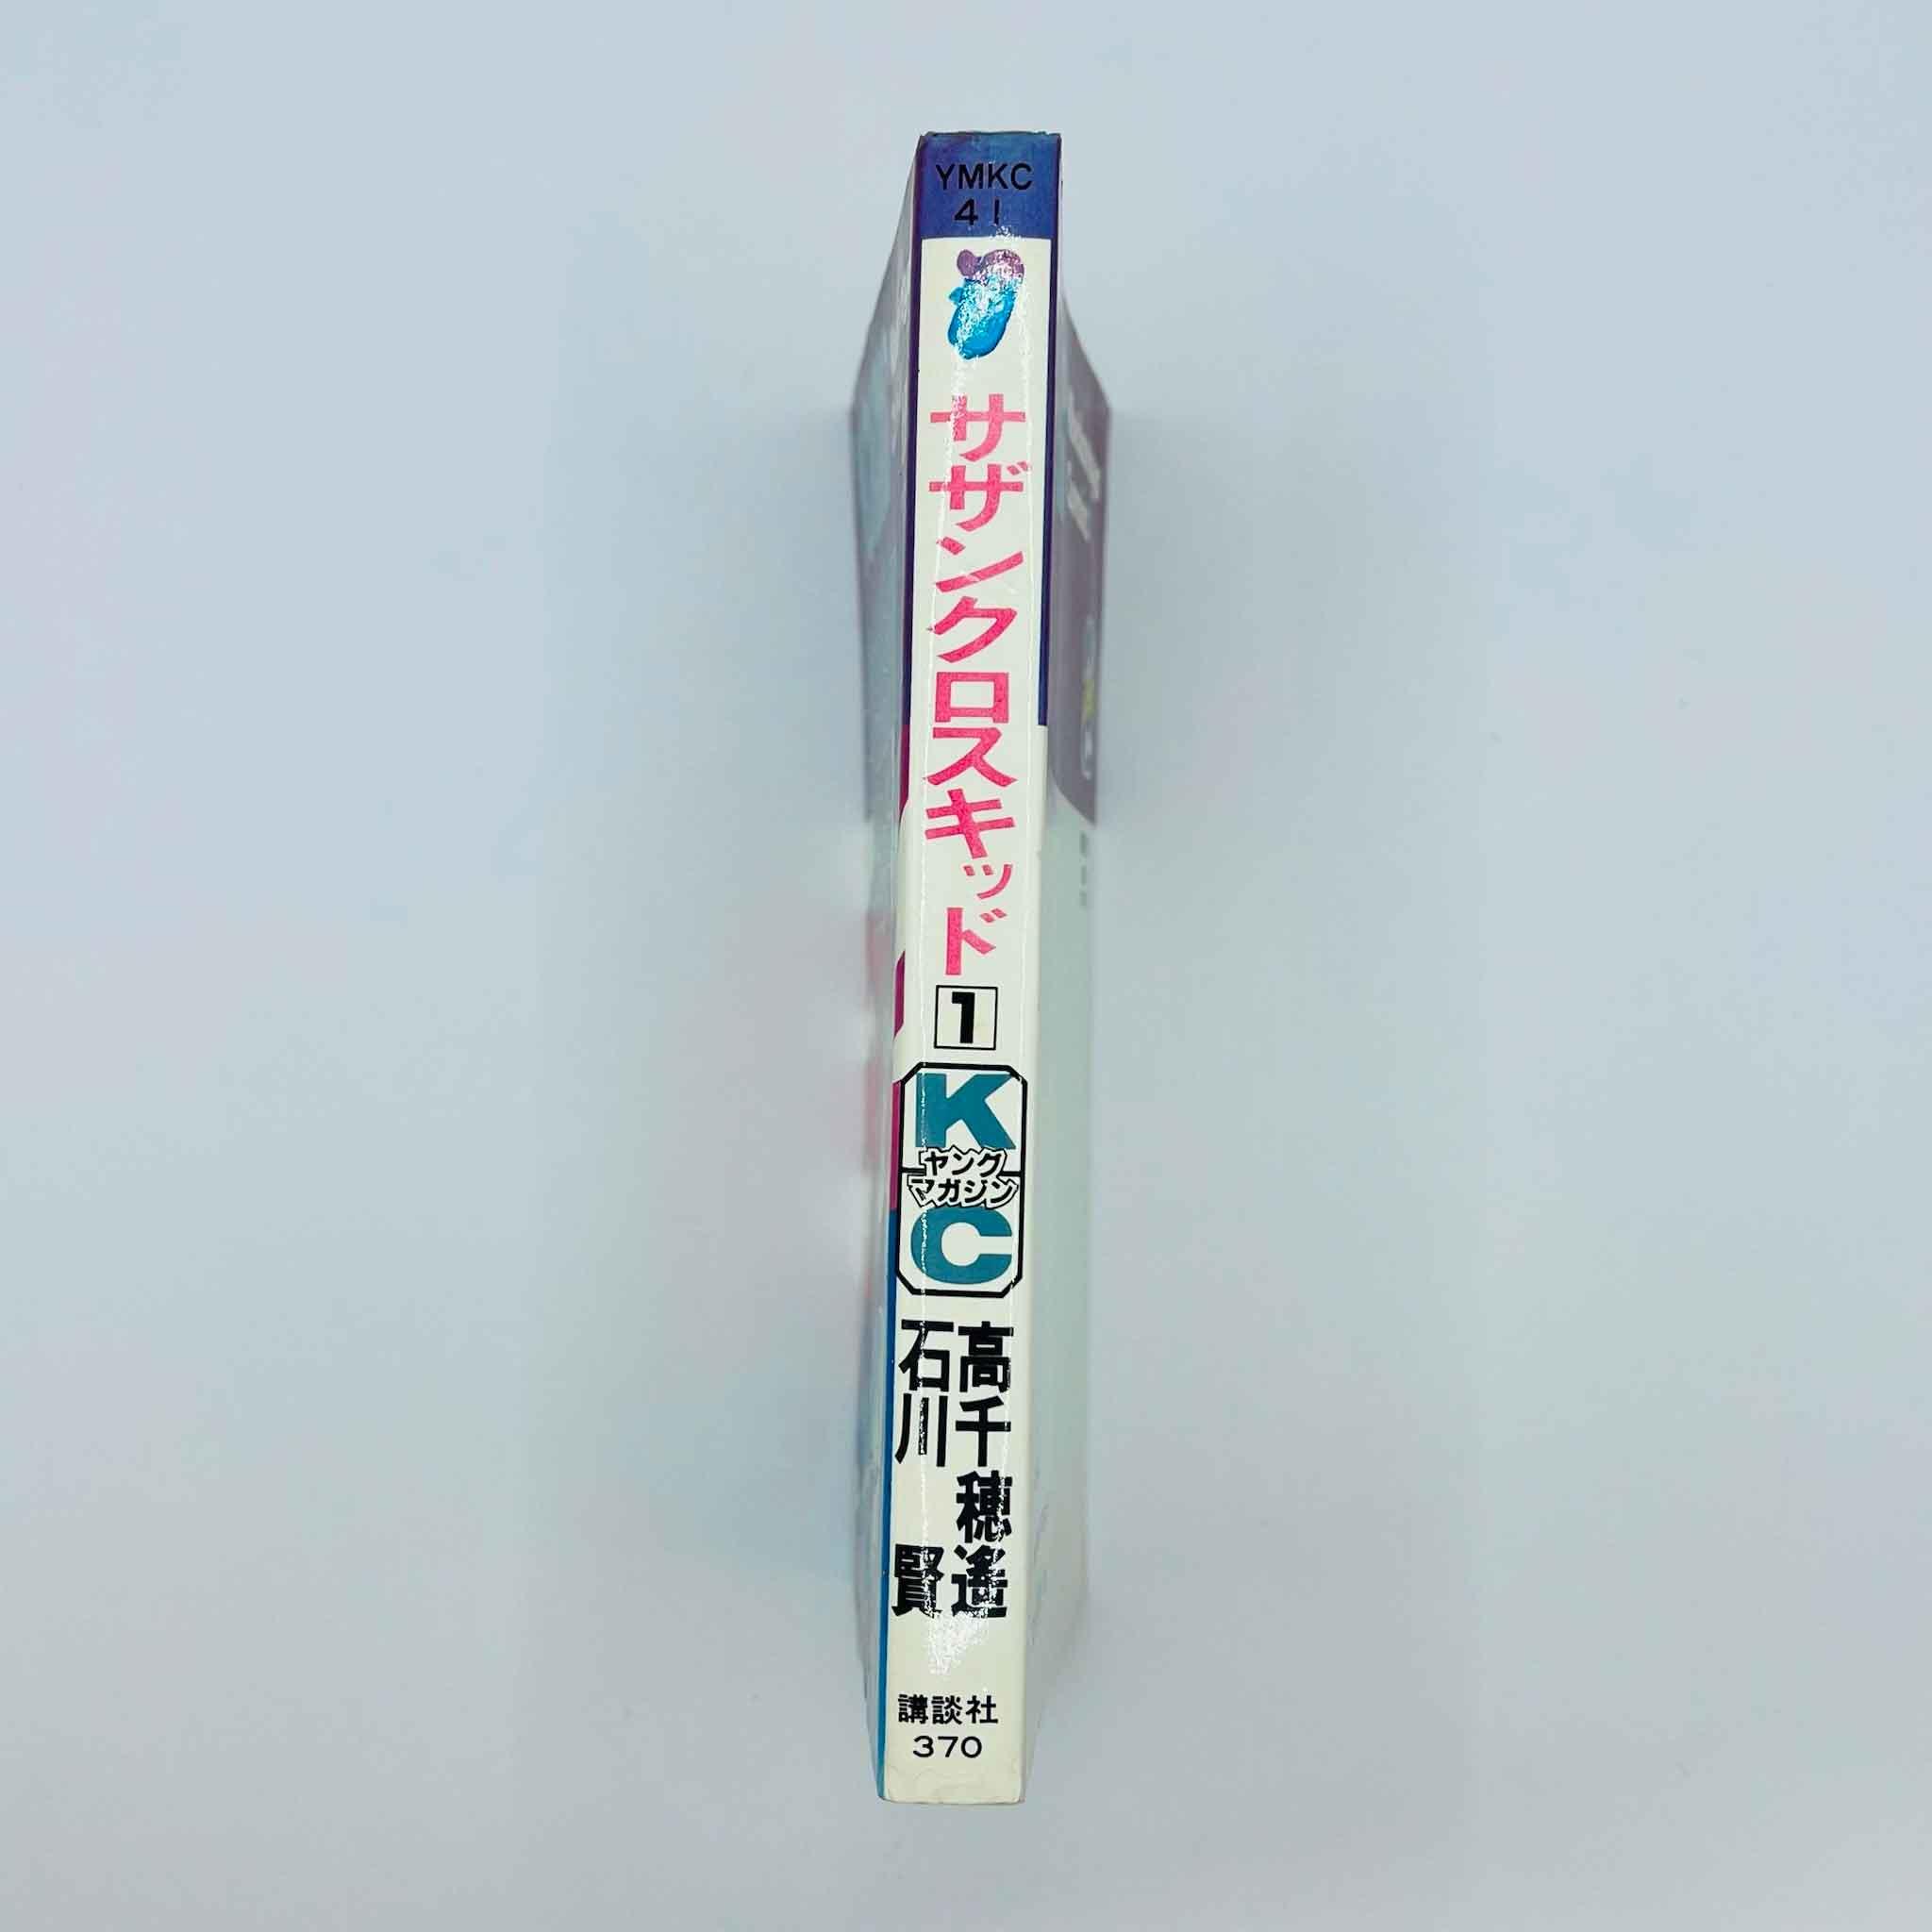 YMKC
41
サザンクロスキッド
1
K
ヤング
マガジン
C
高千穂遙
石川賢
講談社
370